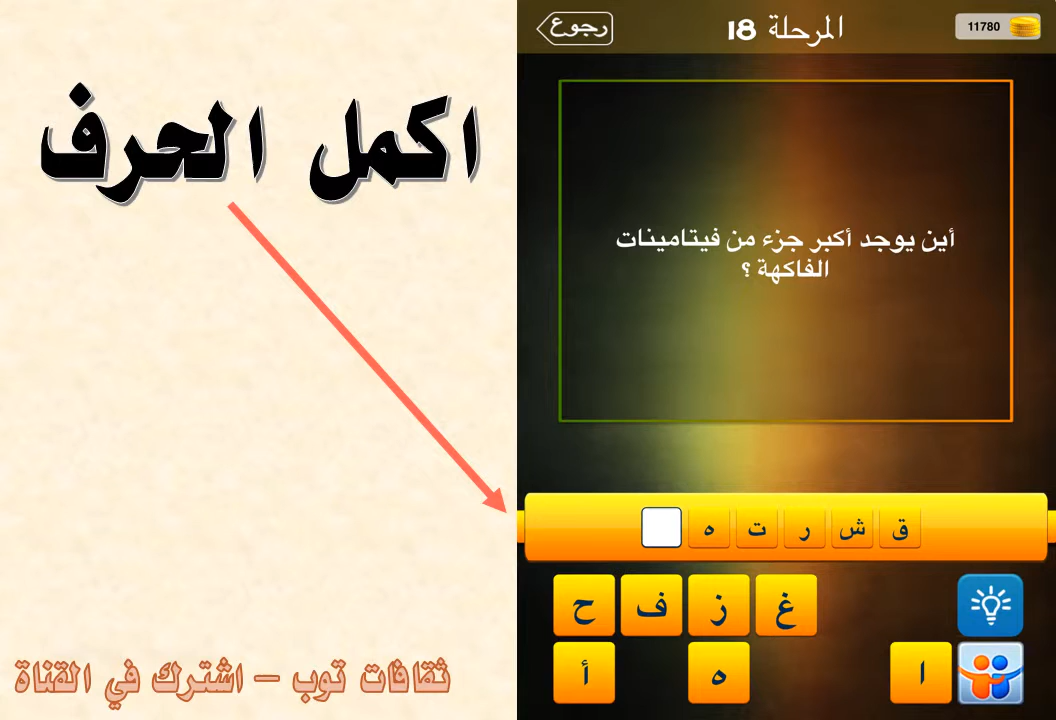 اكمل الحرف
ثقافات توب – اشترك في القناة
رجوع
المرحلة 18
11780
أين يوجد أكبر جزء من فيتامينات
الفاكهة ؟
ق ش ر ت ه
غ ز ف ح
ا ه أ